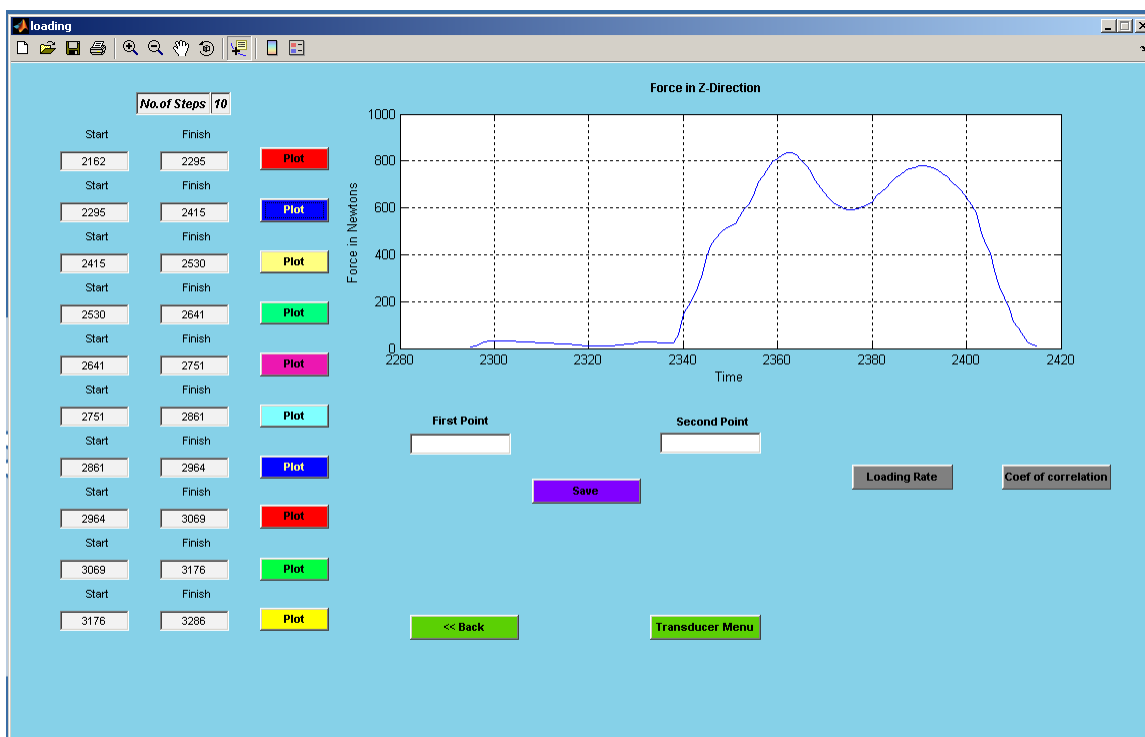 loading
No.of Steps 10
Start Finish
2162 2295 Plot
Start Finish
2295 2415 Plot
Start Finish
2415 2530 Plot
Start Finish
2530 2641 Plot
Start Finish
2641 2751 Plot
Start Finish
2751 2861 Plot
Start Finish
2861 2964 Plot
Start Finish
2964 3069 Plot
Start Finish
3069 3176 Plot
Start Finish
3176 3286 Plot
Force in Z-Direction
Force in Newtons
1000
800
600
400
200
0
2280 2300 2320 2340 2360 2380 2400 2420
Time
First Point Second Point
Save
Loading Rate Coef of correlation
<< Back Transducer Menu